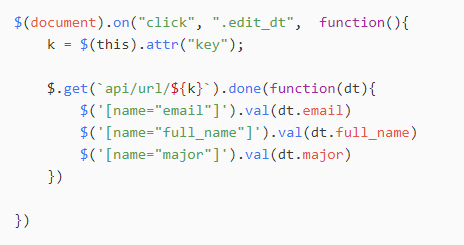 $(document).on("click", ".edit_dt",  function(){
    k = $(this).attr("key");

    $.get(`api/url/${k}`).done(function(dt){
        $('[name="email"]').val(dt.email)
        $('[name="full_name"]').val(dt.full_name)
        $('[name="major"]').val(dt.major)
    })

})